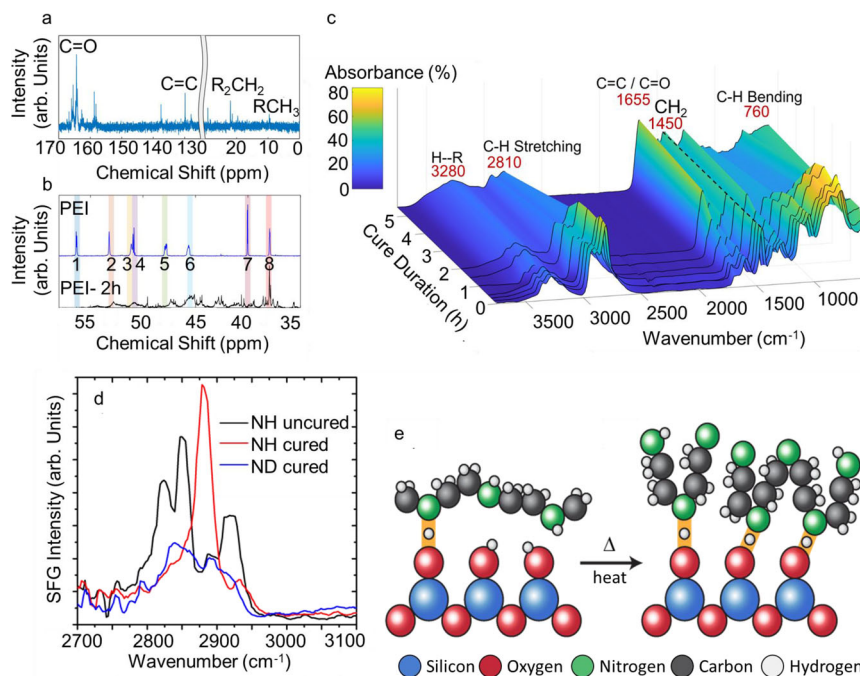 a
Intensity
(arb. Units)
C=O
C=C
R₂CH₂
RCH₃
170 160 150 140 130 20 10 0
Chemical Shift (ppm)
b
Intensity
(arb. Units)
PEI
1 2 3 4 5 6 7 8
PEI- 2h
55 50 45 40 35
Chemical Shift (ppm)
c
Absorbance (%)
80
60
40
20
0
H--R
3280
C-H Stretching
2810
C=C / C=O
1655
CH₂
1450
C-H Bending
760
5 4 3 2 1 0
Cure Duration (h)
3500 3000 2500 2000 1500 1000
Wavenumber (cm⁻¹)
d
SFG Intensity (arb. Units)
NH uncured
NH cured
ND cured
2700 2800 2900 3000 3100
Wavenumber (cm⁻¹)
e
Δ
heat
Silicon Oxygen Nitrogen Carbon Hydrogen